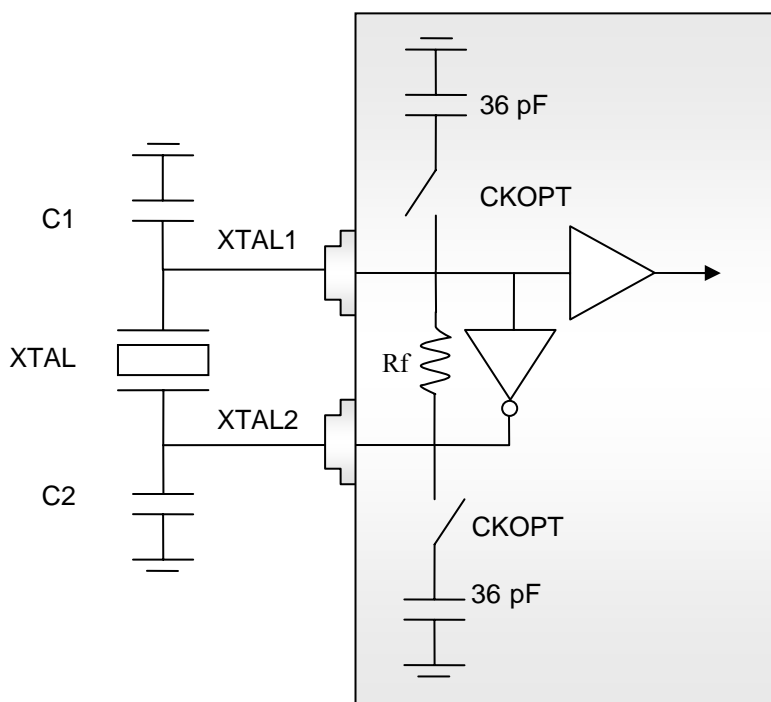 36 pF
CKOPT
C1
XTAL1
XTAL
Rf
XTAL2
C2
CKOPT
36 pF